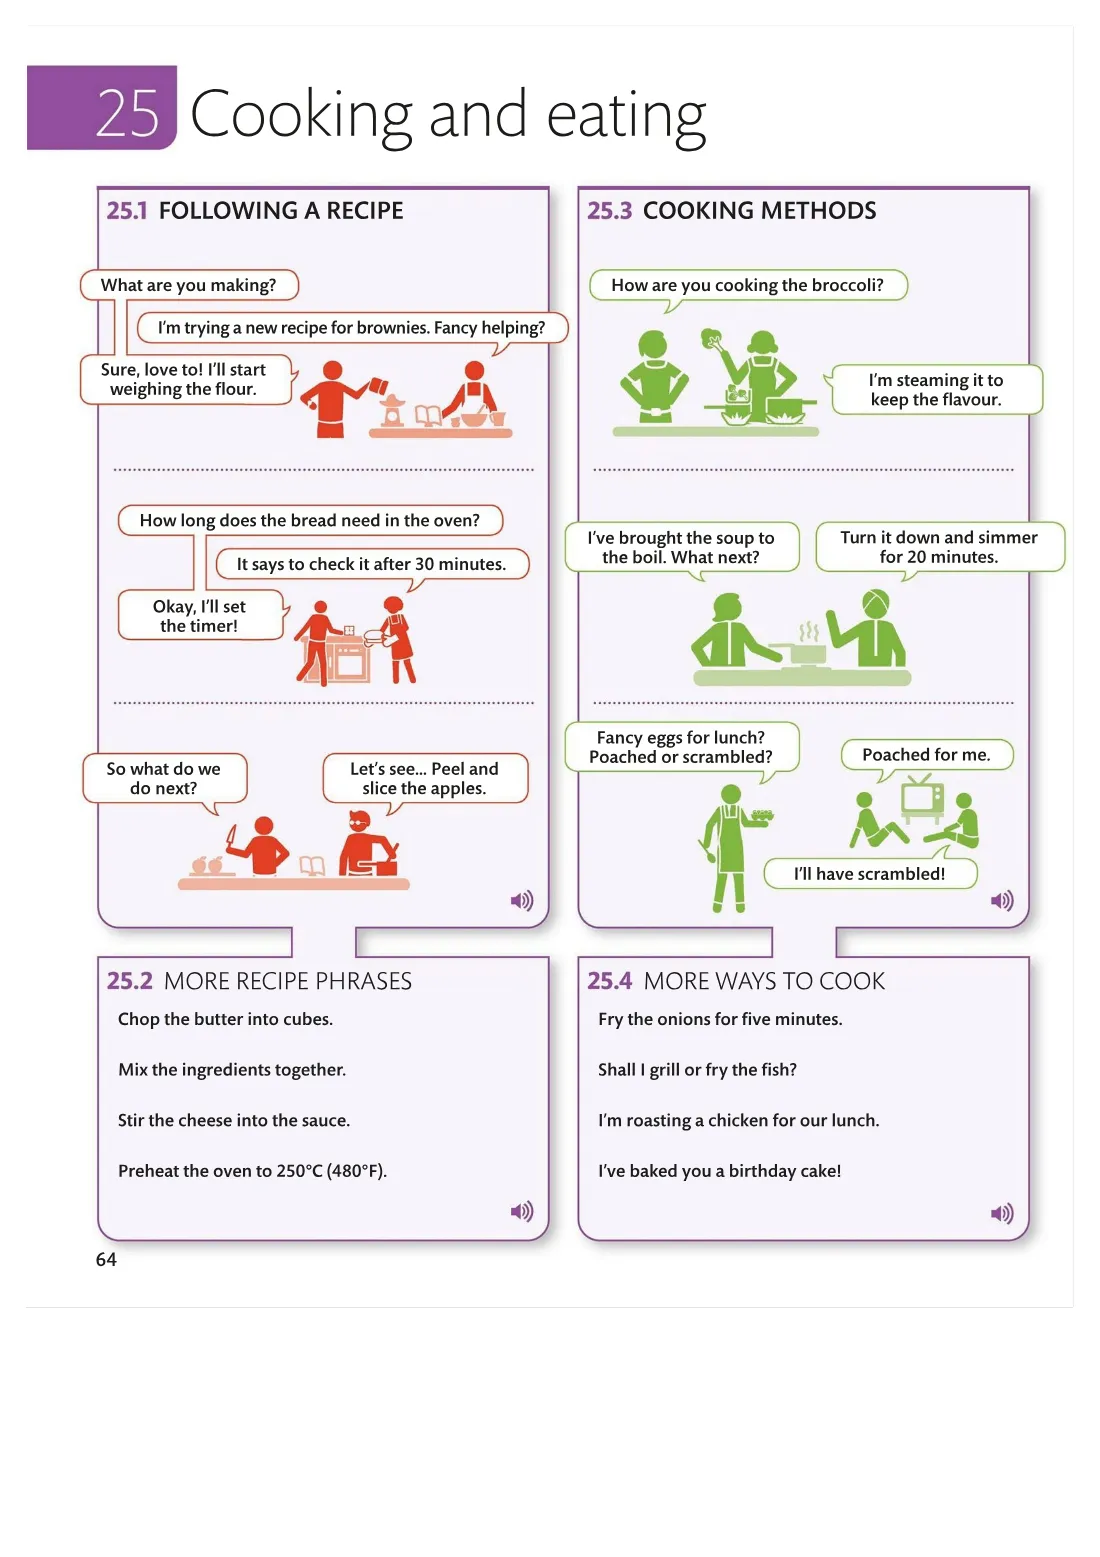 25 Cooking and eating
25.1 FOLLOWING A RECIPE
What are you making?
I'm trying a new recipe for brownies. Fancy helping?
Sure, love to! I'll start
weighing the flour.
How long does the bread need in the oven?
It says to check it after 30 minutes.
Okay, I'll set
the timer!
So what do we
do next?
Let's see... Peel and
slice the apples.
25.2 MORE RECIPE PHRASES
Chop the butter into cubes.
Mix the ingredients together.
Stir the cheese into the sauce.
Preheat the oven to 250°C (480°F).
25.3 COOKING METHODS
How are you cooking the broccoli?
I'm steaming it to
keep the flavour.
I've brought the soup to
the boil. What next?
Turn it down and simmer
for 20 minutes.
Fancy eggs for lunch?
Poached or scrambled?
Poached for me.
I'll have scrambled!
25.4 MORE WAYS TO COOK
Fry the onions for five minutes.
Shall I grill or fry the fish?
I'm roasting a chicken for our lunch.
I've baked you a birthday cake!
64